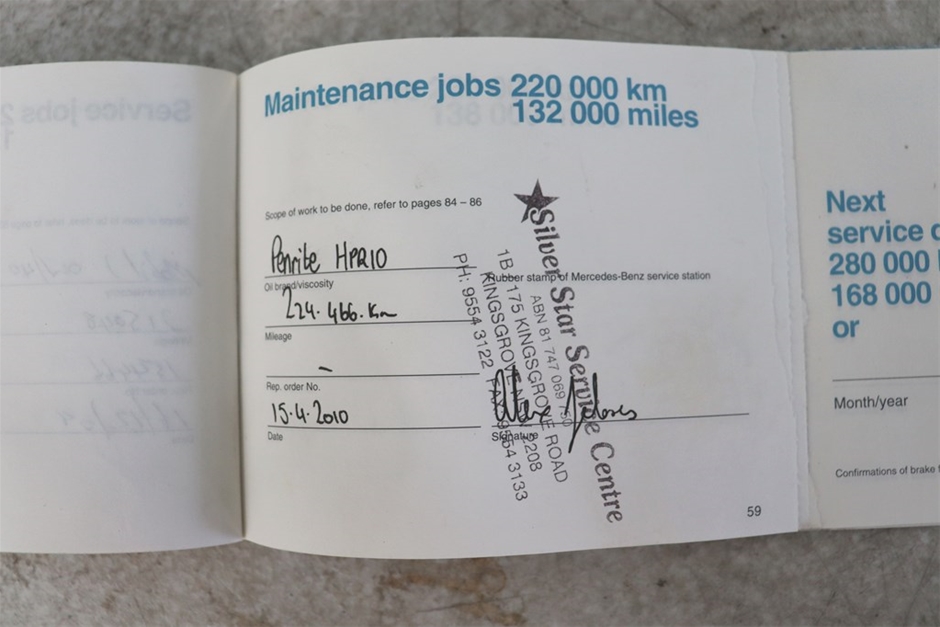 Maintenance jobs 220 000 km
132 000 miles
Scope of work to be done, refer to pages 84 – 86
Penrite HPR10
Oil brand/viscosity
224.466.Km
Mileage
–
Rep. order No.
15.4.2010
Date
Rubber stamp of Mercedes-Benz service station
Silver Star Service Centre
ABN 81 747 069 750
1B, 175 KINGSGROVE ROAD
KINGSGROVE NSW 2208
PH: 9554 3122 FAX: 9554 3133
Signature
59
Next
service
280 000
168 000
or
Month/year
Confirmations of brake
Service jobs